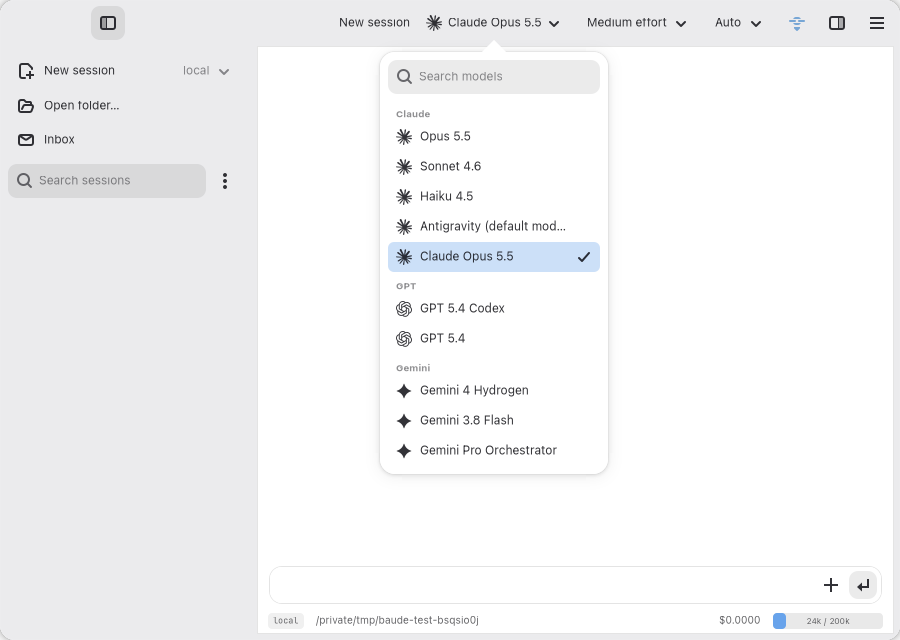 New session
Claude Opus 5.5
Medium effort
Auto
New session
local
Open folder...
Inbox
Search sessions
Search models
Claude
Opus 5.5
Sonnet 4.6
Haiku 4.5
Antigravity (default mod...
Claude Opus 5.5
GPT
GPT 5.4 Codex
GPT 5.4
Gemini
Gemini 4 Hydrogen
Gemini 3.8 Flash
Gemini Pro Orchestrator
local
/private/tmp/baude-test-bsqsio0j
$0.0000
24k / 200k